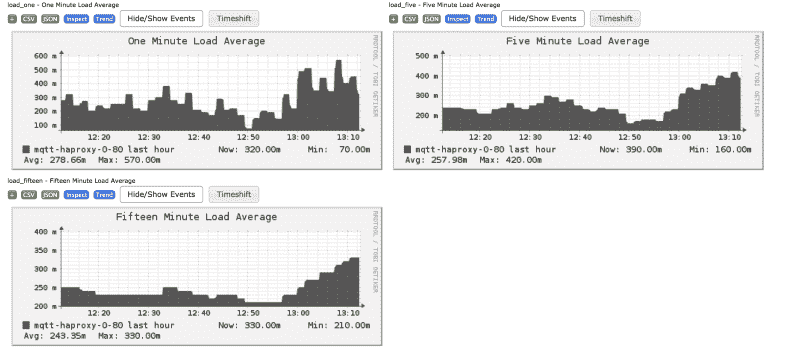 load_one - One Minute Load Average
+ CSV JSON Inspect Trend Hide/Show Events Timeshift
One Minute Load Average
600 m
500 m
400 m
300 m
200 m
100 m
12:20 12:30 12:40 12:50 13:00 13:10
mqtt-haproxy-0-80 last hour Now: 320.00m Min: 70.00m
Avg: 278.66m Max: 570.00m
RRDTOOL / TOBI OETIKER
load_five - Five Minute Load Average
+ CSV JSON Inspect Trend Hide/Show Events Timeshift
Five Minute Load Average
500 m
400 m
300 m
200 m
12:20 12:30 12:40 12:50 13:00 13:10
mqtt-haproxy-0-80 last hour Now: 390.00m Min: 160.00m
Avg: 257.98m Max: 420.00m
RRDTOOL / TOBI OETIKER
load_fifteen - Fifteen Minute Load Average
+ CSV JSON Inspect Trend Hide/Show Events Timeshift
Fifteen Minute Load Average
400 m
350 m
300 m
250 m
200 m
12:20 12:30 12:40 12:50 13:00 13:10
mqtt-haproxy-0-80 last hour Now: 330.00m Min: 210.00m
Avg: 243.35m Max: 330.00m
RRDTOOL / TOBI OETIKER